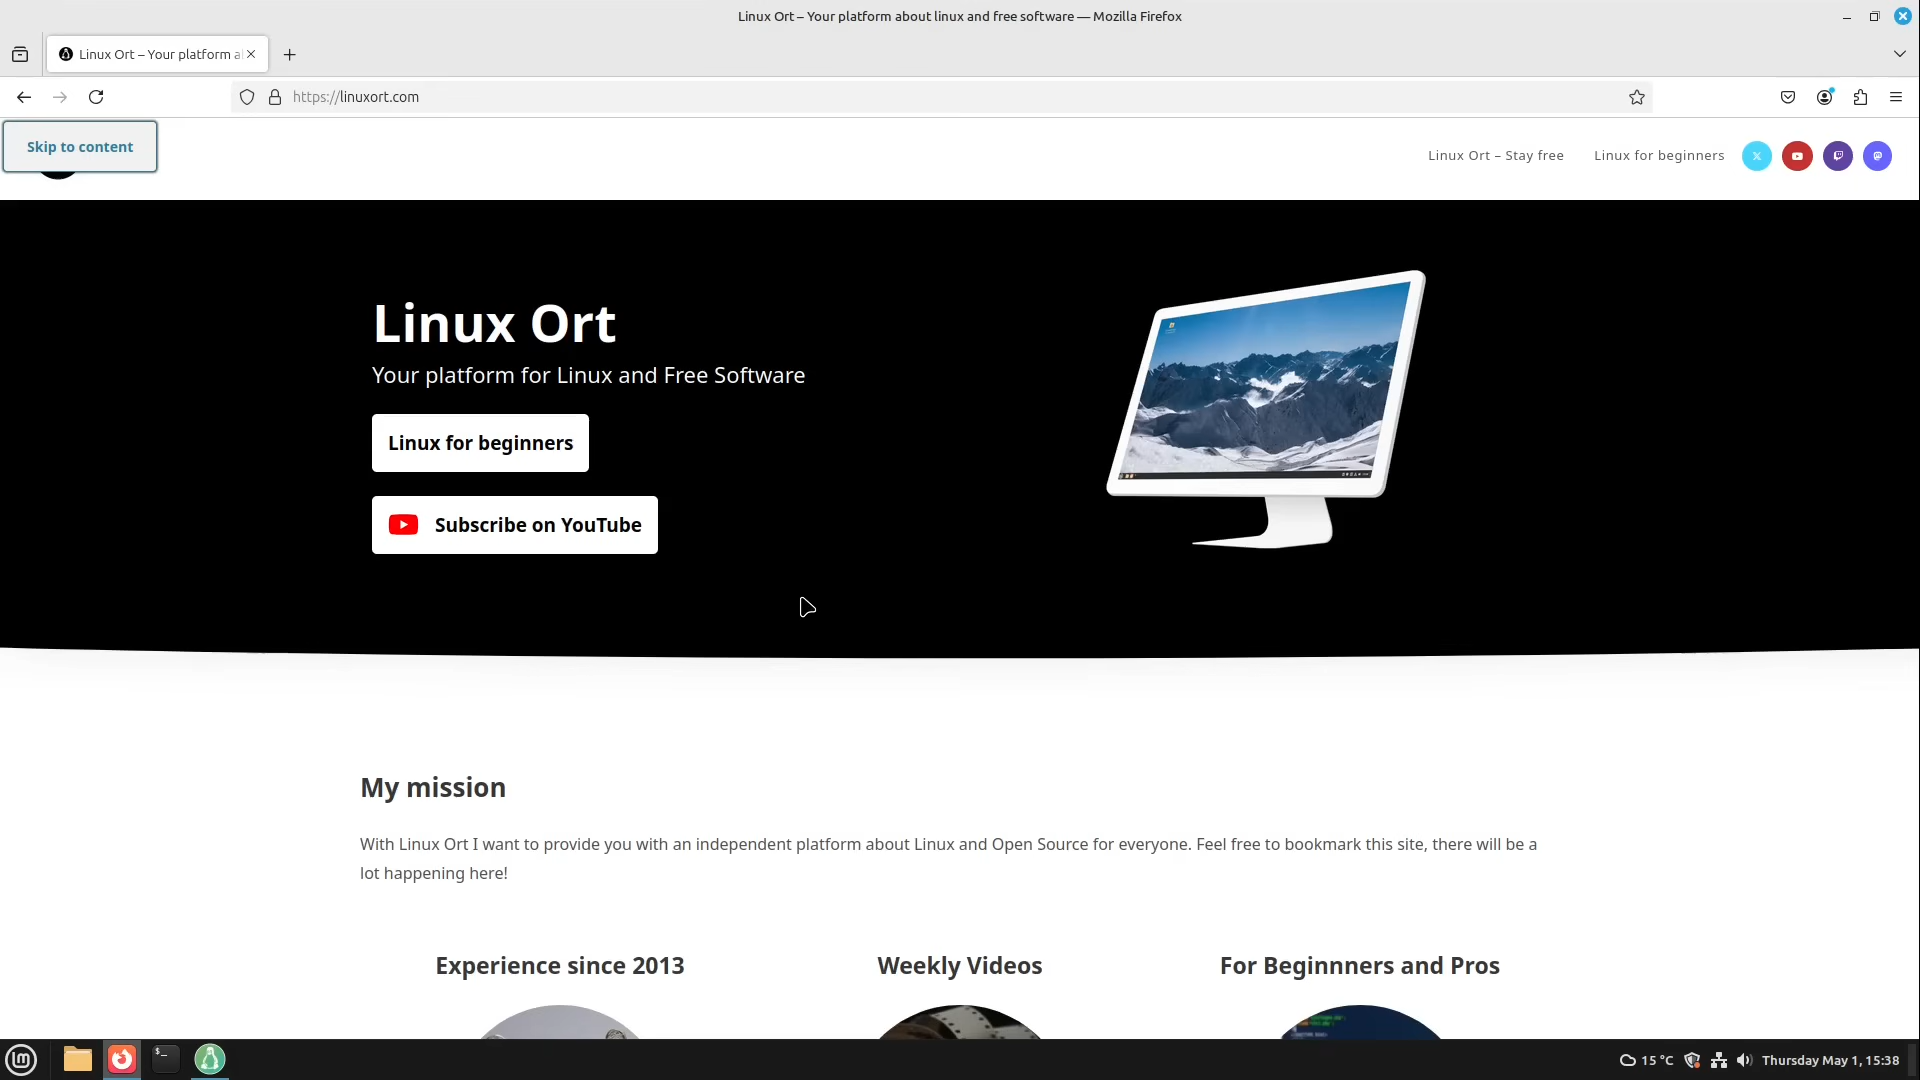 Linux Ort – Your platform about linux and free software — Mozilla Firefox
Linux Ort – Your platform a
https://linuxort.com
Skip to content
Linux Ort – Stay free
Linux for beginners
Linux Ort
Your platform for Linux and Free Software
Linux for beginners
Subscribe on YouTube
My mission
With Linux Ort I want to provide you with an independent platform about Linux and Open Source for everyone. Feel free to bookmark this site, there will be a
lot happening here!
Experience since 2013
Weekly Videos
For Beginnners and Pros
15 °C
Thursday May 1, 15:38